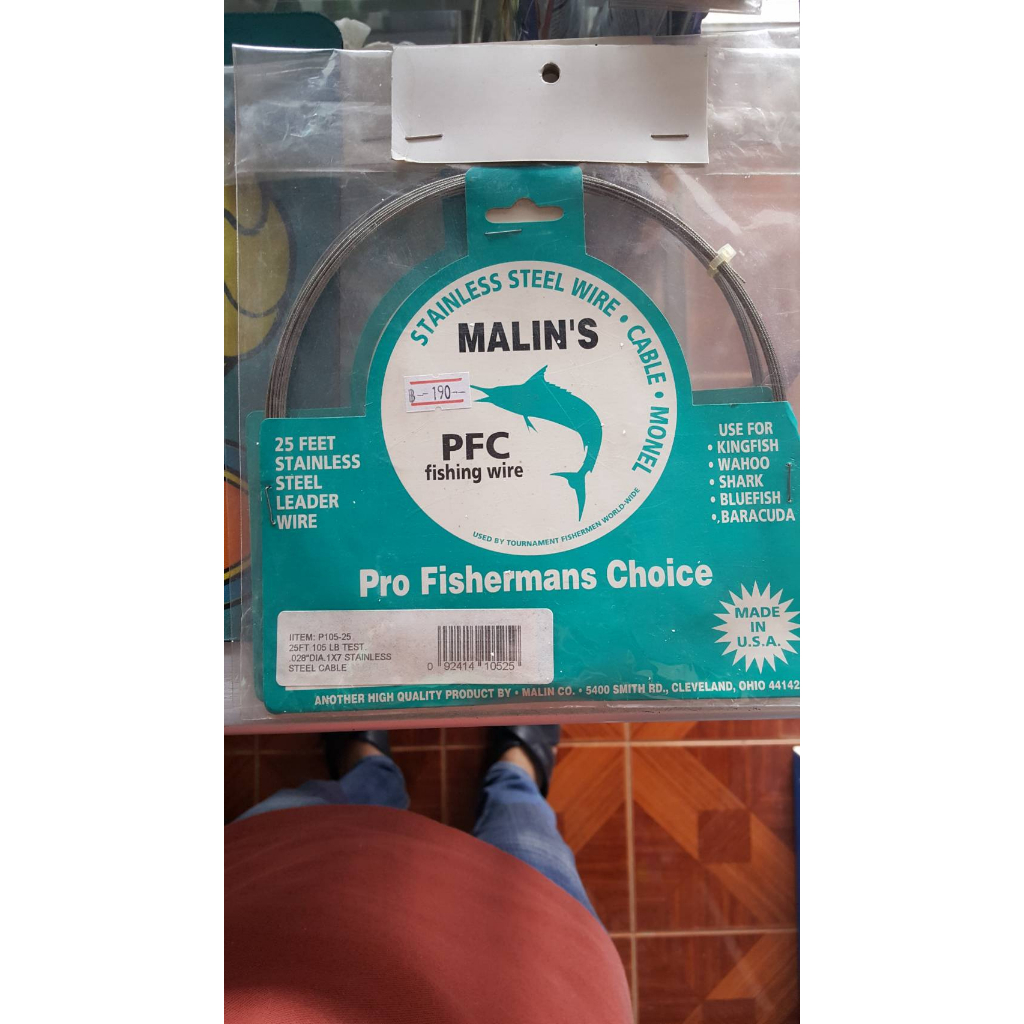 STAINLESS STEEL WIRE • CABLE • MONEL
MALIN'S
B - 190 -
PFC
fishing wire
USED BY TOURNAMENT FISHERMEN WORLD-WIDE
25 FEET
STAINLESS
STEEL
LEADER
WIRE
USE FOR
• KINGFISH
• WAHOO
• SHARK
• BLUEFISH
• BARACUDA
Pro Fishermans Choice
MADE
IN
U.S.A.
IITEM: P105-25
25FT 105 LB TEST
.028"DIA.1X7 STAINLESS
STEEL CABLE
0 92414 10525
ANOTHER HIGH QUALITY PRODUCT BY • MALIN CO. • 5400 SMITH RD., CLEVELAND, OHIO 44142